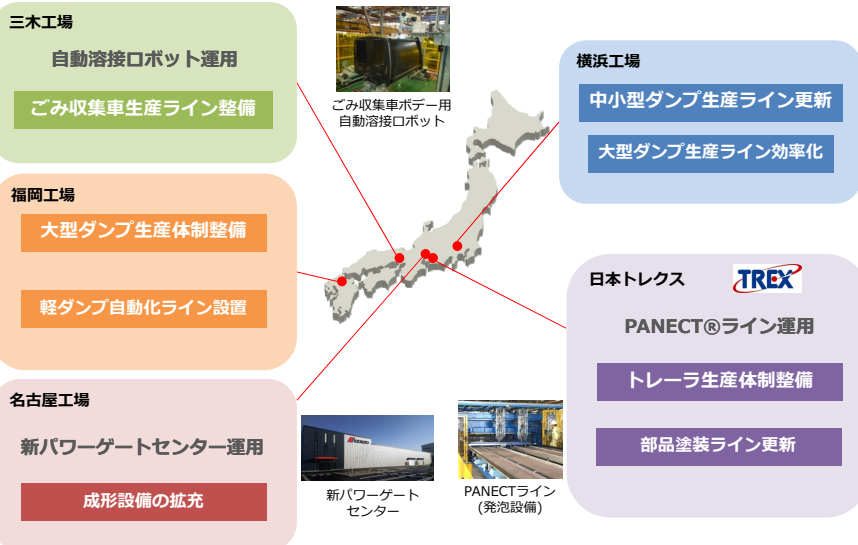 三木工場
自動溶接ロボット運用
ごみ収集車生産ライン整備
ごみ収集車ボデー用
自動溶接ロボット
横浜工場
中小型ダンプ生産ライン更新
大型ダンプ生産ライン効率化
福岡工場
大型ダンプ生産体制整備
軽ダンプ自動化ライン設置
日本トレクス
TREX
PANECT®ライン運用
トレーラ生産体制整備
部品塗装ライン更新
名古屋工場
新パワーゲートセンター運用
成形設備の拡充
新パワーゲート
センター
PANECTライン
(発泡設備)